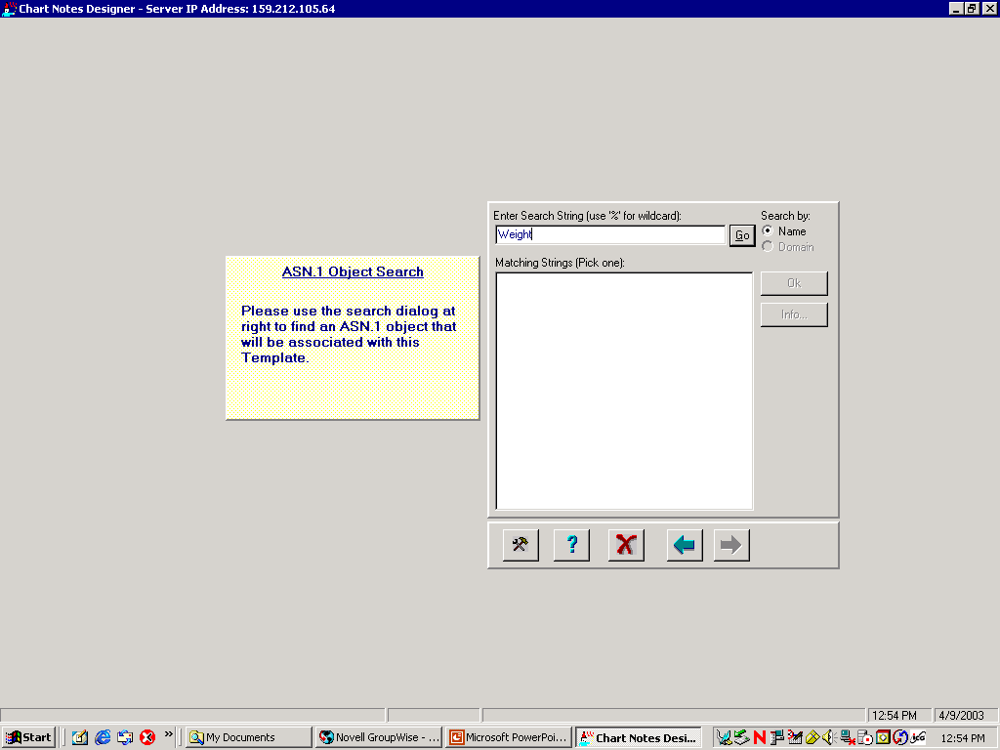 Chart Notes Designer - Server IP Address: 159.212.105.64
ASN.1 Object Search
Please use the search dialog at
right to find an ASN.1 object that
will be associated with this
Template.
Enter Search String (use '%' for wildcard):
Weight
Go
Search by:
Name
Domain
Matching Strings (Pick one):
Ok
Info...
?
12:54 PM
4/9/2003
Start
»
My Documents
Novell GroupWise - ...
Microsoft PowerPoi...
Chart Notes Desi...
N
12:54 PM